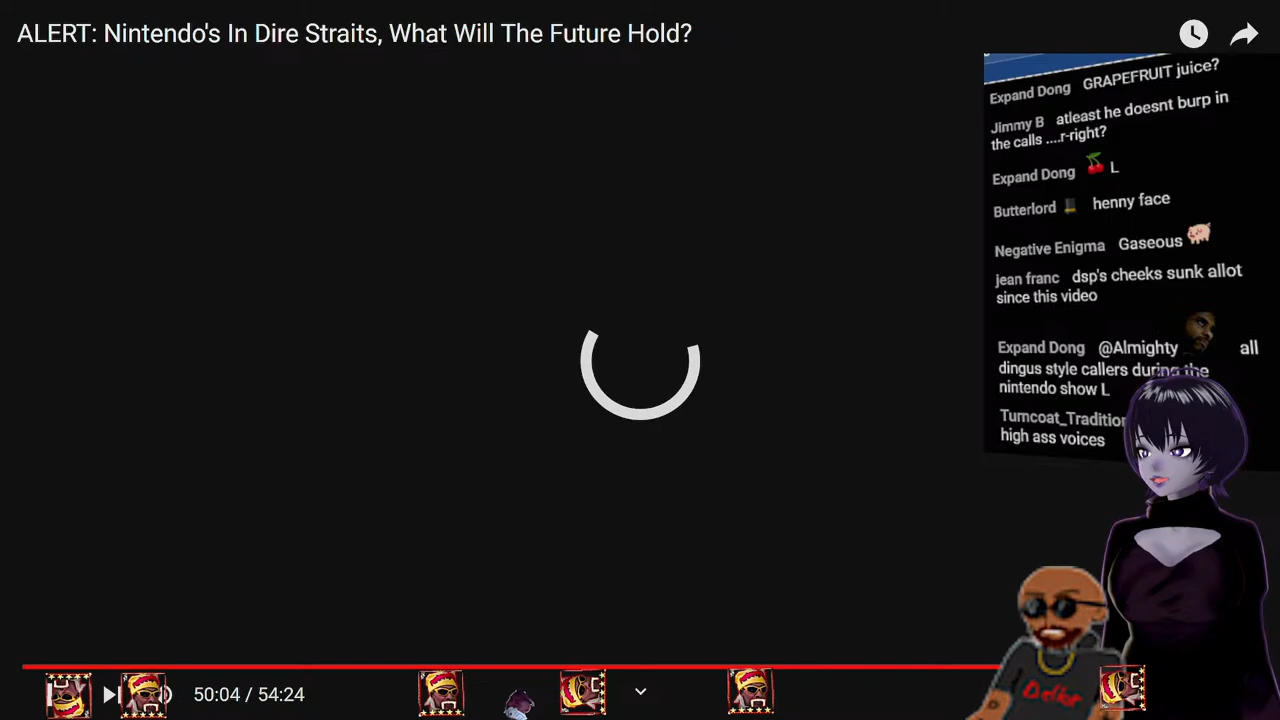 ALERT: Nintendo's In Dire Straits, What Will The Future Hold?
Expand Dong GRAPEFRUIT juice?
Jimmy B atleast he doesnt burp in
the calls ....r-right?
Expand Dong 🍒 L
Butterlord henny face
Negative Enigma Gaseous 🐖
jean franc dsp's cheeks sunk allot
since this video
Expand Dong @Almighty all
dingus style callers during the
nintendo show L
Turncoat_Tradition
high ass voices
50:04 / 54:24